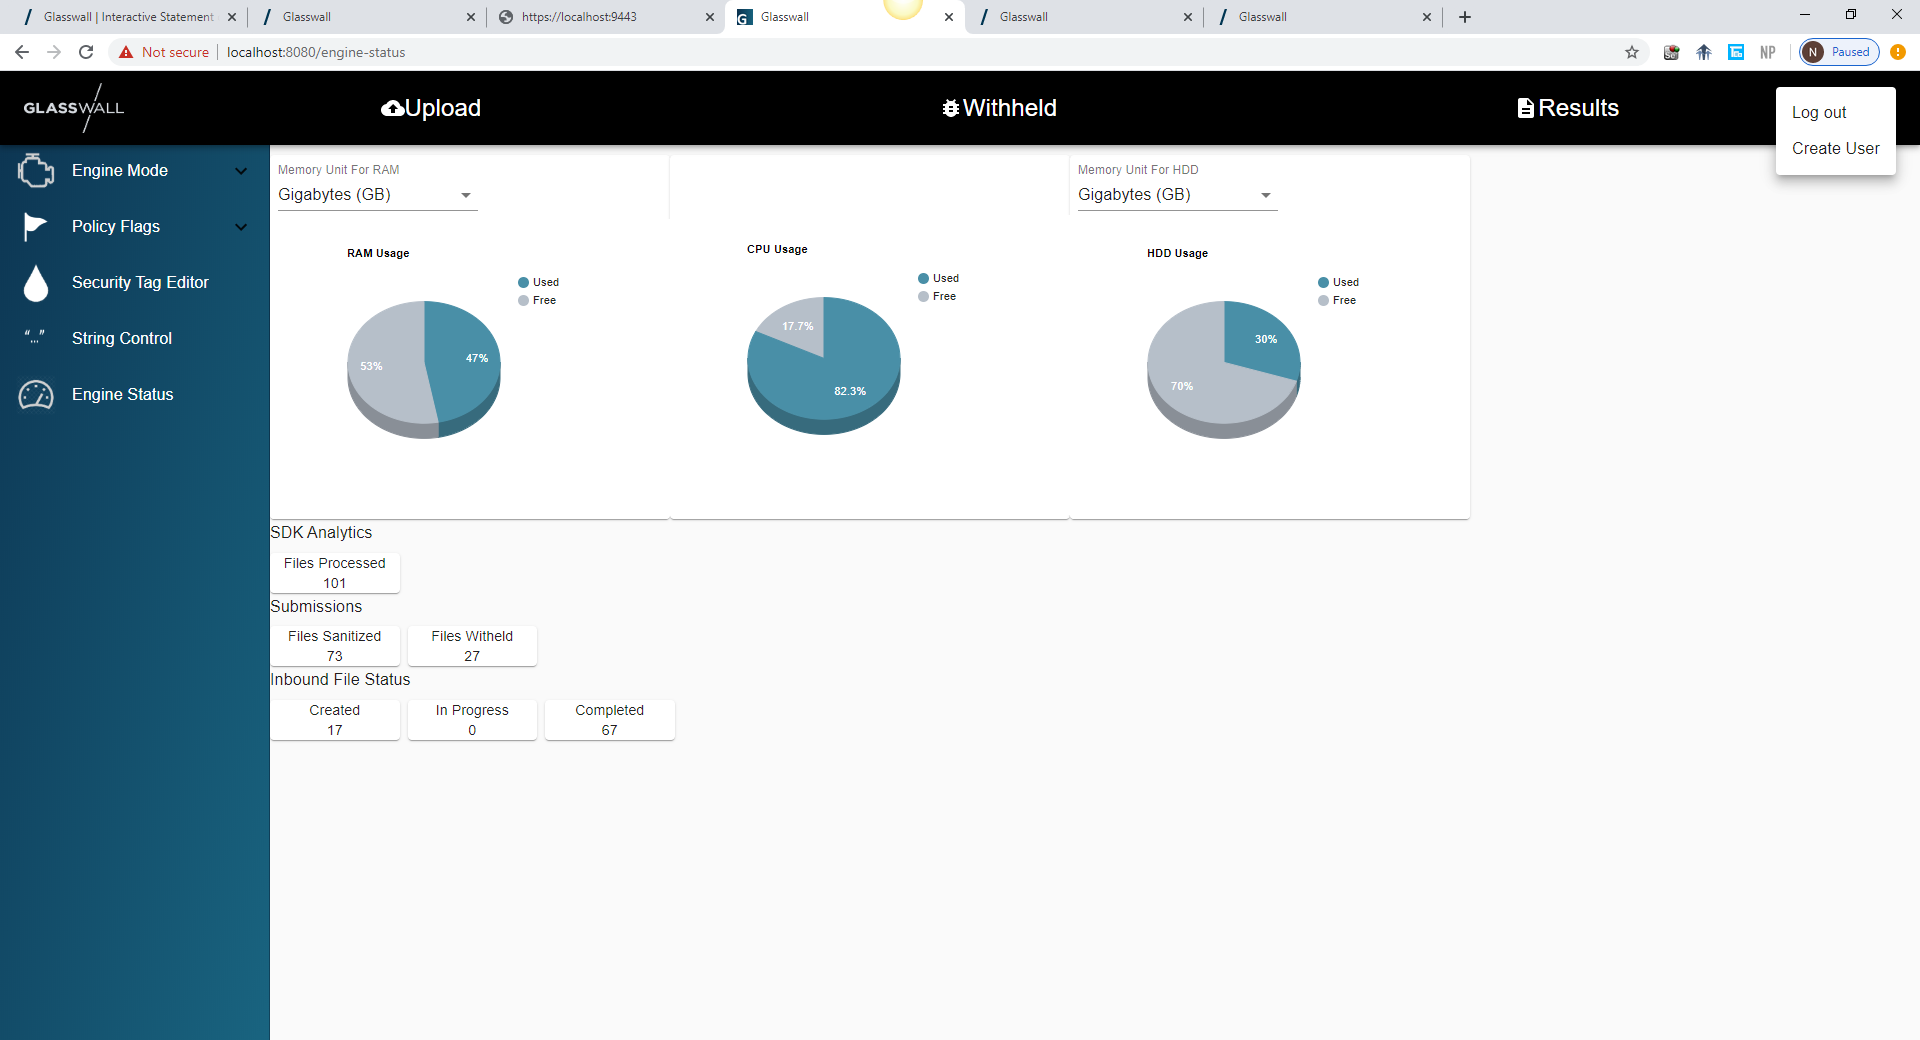 Glasswall | Interactive Statement
Glasswall
https://localhost:9443
Glasswall
Glasswall
Glasswall
Not secure
localhost:8080/engine-status
NP
N
Paused
GLASSWALL
Upload
Withheld
Results
Log out
Create User
Engine Mode
Policy Flags
Security Tag Editor
String Control
Engine Status
Memory Unit For RAM
Gigabytes (GB)
Memory Unit For HDD
Gigabytes (GB)
RAM Usage
Used
Free
47%
53%
CPU Usage
Used
Free
17.7%
82.3%
HDD Usage
Used
Free
30%
70%
SDK Analytics
Files Processed
101
Submissions
Files Sanitized
73
Files Witheld
27
Inbound File Status
Created
17
In Progress
0
Completed
67